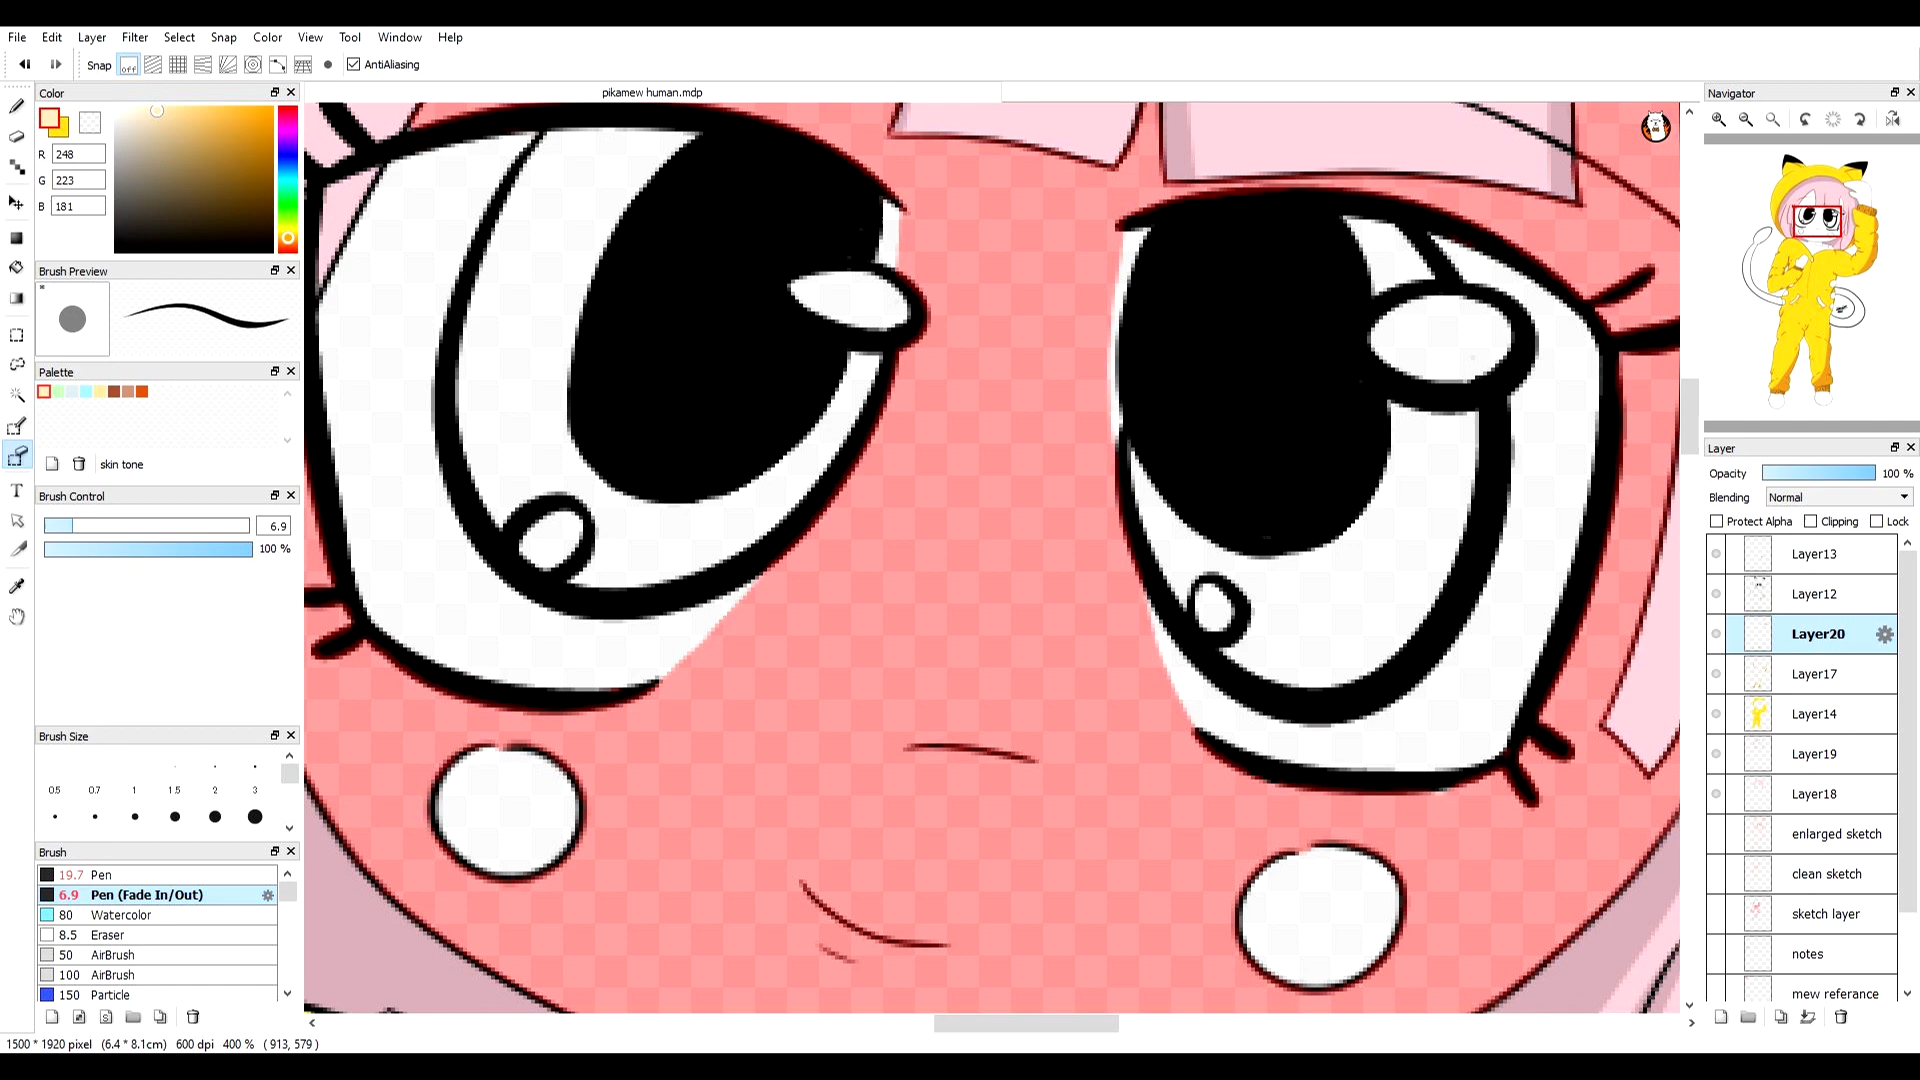 File Edit Layer Filter Select Snap Color View Tool Window Help
Snap off AntiAliasing
Color
pikamew human.mdp
Navigator
R 248
G 223
B 181
Brush Preview
Palette
skin tone
Brush Control
6.9
100 %
Brush Size
0.5 0.7 1 1.5 2 3
Brush
19.7 Pen
6.9 Pen (Fade In/Out)
80 Watercolor
8.5 Eraser
50 AirBrush
100 AirBrush
150 Particle
Layer
Opacity 100 %
Blending Normal
Protect Alpha Clipping Lock
Layer13
Layer12
Layer20
Layer17
Layer14
Layer19
Layer18
enlarged sketch
clean sketch
sketch layer
notes
mew referance
1500 * 1920 pixel (6.4 * 8.1cm) 600 dpi 400 % ( 913, 579 )